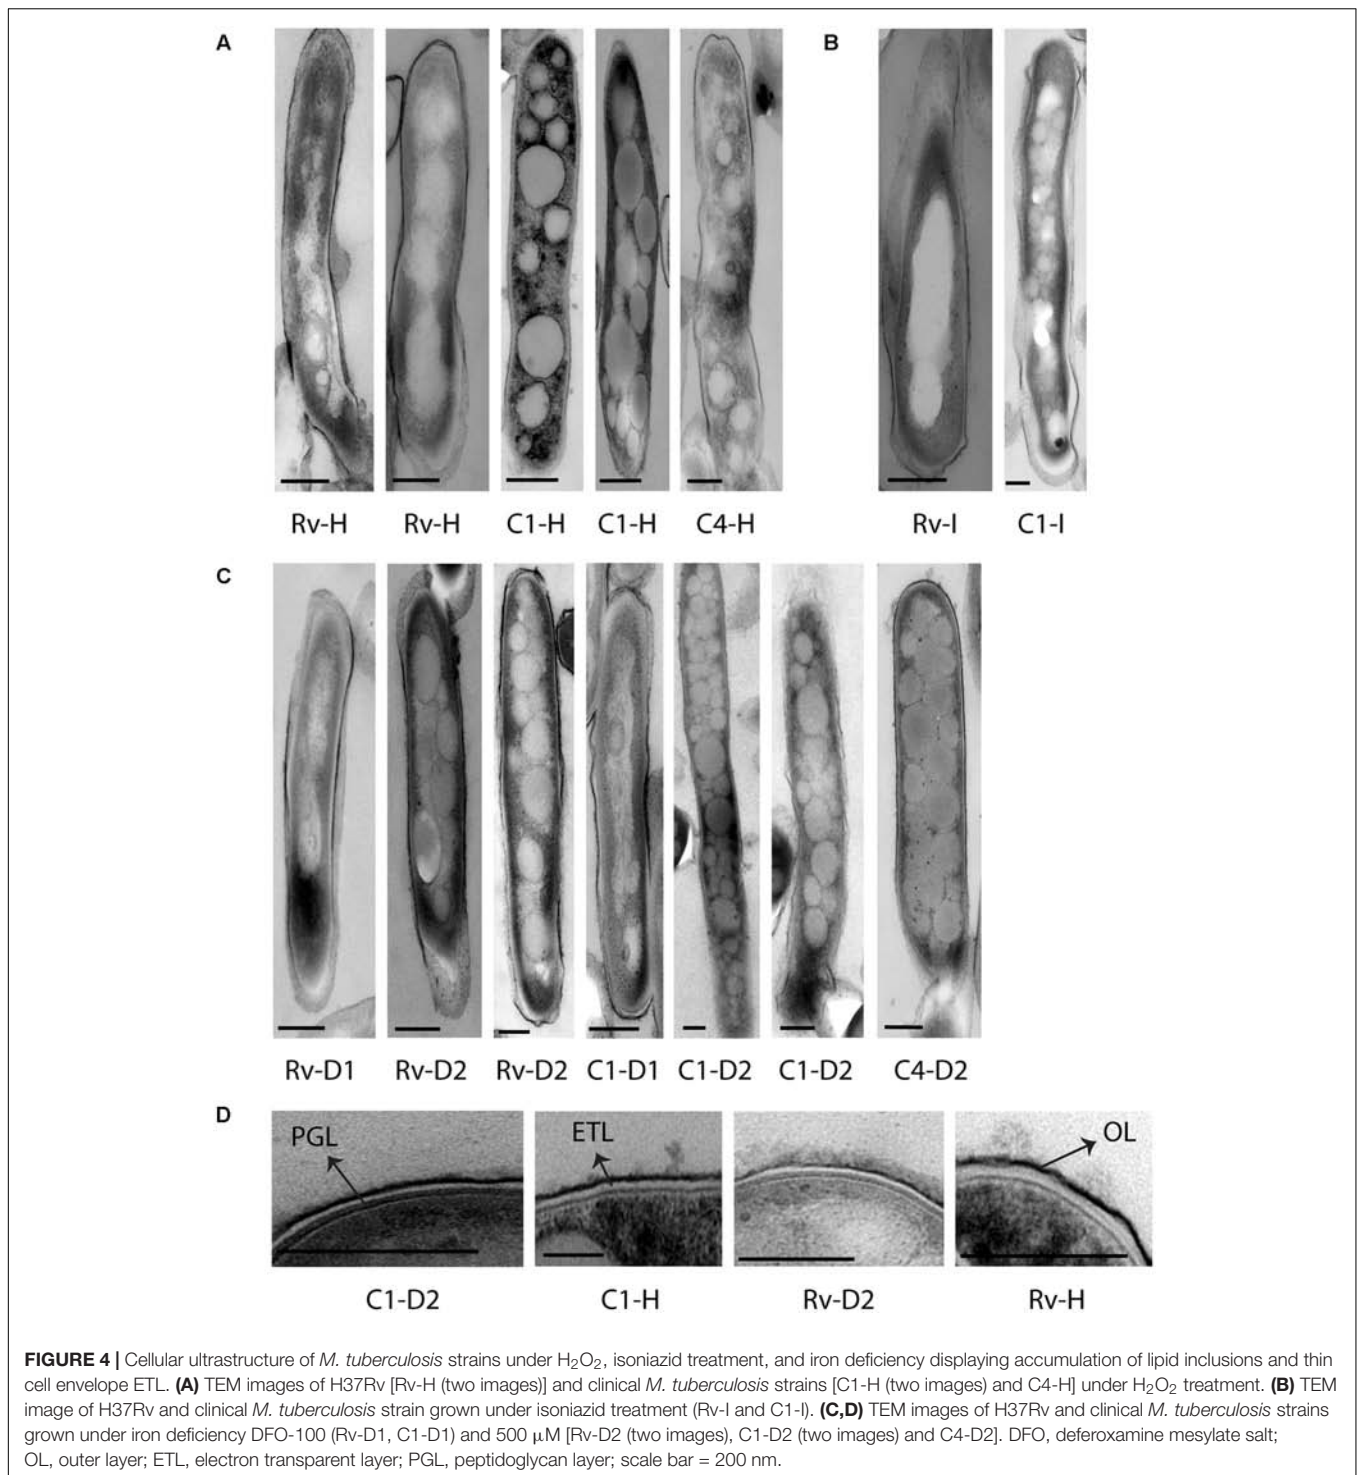 A
B
Rv-H Rv-H C1-H C1-H C4-H
Rv-I C1-I
C
Rv-D1 Rv-D2 Rv-D2 C1-D1 C1-D2 C1-D2 C4-D2
D
PGL ETL OL
C1-D2 C1-H Rv-D2 Rv-H
FIGURE 4 | Cellular ultrastructure of M. tuberculosis strains under H₂O₂, isoniazid treatment, and iron deficiency displaying accumulation of lipid inclusions and thin
cell envelope ETL. (A) TEM images of H37Rv [Rv-H (two images)] and clinical M. tuberculosis strains [C1-H (two images) and C4-H] under H₂O₂ treatment. (B) TEM
image of H37Rv and clinical M. tuberculosis strain grown under isoniazid treatment (Rv-I and C1-I). (C,D) TEM images of H37Rv and clinical M. tuberculosis strains
grown under iron deficiency DFO-100 (Rv-D1, C1-D1) and 500 μM [Rv-D2 (two images), C1-D2 (two images) and C4-D2]. DFO, deferoxamine mesylate salt;
OL, outer layer; ETL, electron transparent layer; PGL, peptidoglycan layer; scale bar = 200 nm.